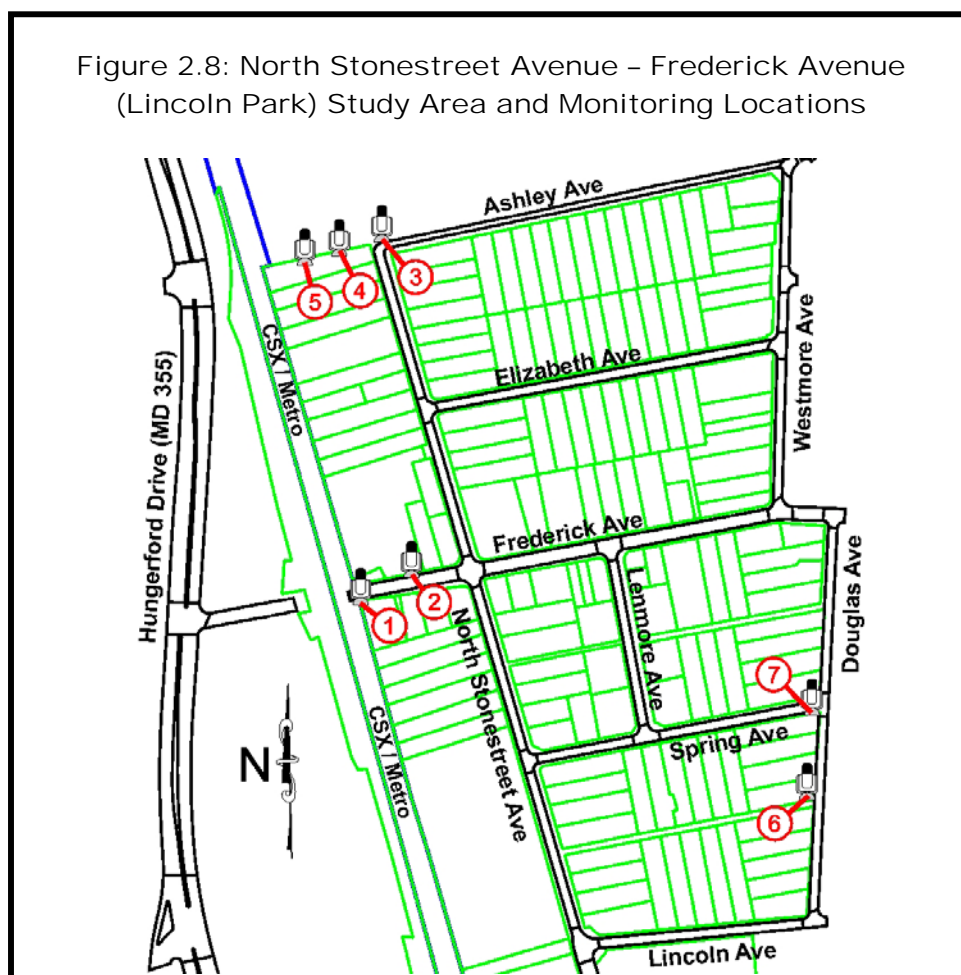 Figure 2.8: North Stonestreet Avenue – Frederick Avenue
(Lincoln Park) Study Area and Monitoring Locations
Ashley Ave
3
4
5
CSX / Metro
Elizabeth Ave
Westmore Ave
Hungerford Drive (MD 355)
Frederick Ave
2
1
Lenmore Ave
North Stonestreet Ave
Douglas Ave
7
CSX / Metro
Spring Ave
N
6
Lincoln Ave